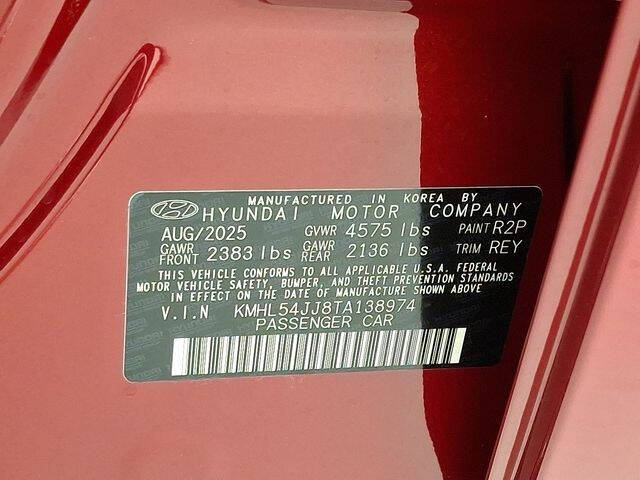 MANUFACTURED IN KOREA BY
HYUNDAI MOTOR COMPANY
AUG/2025 GVWR 4575 lbs PAINT R2P
GAWR FRONT 2383 lbs GAWR REAR 2136 lbs TRIM REY
THIS VEHICLE CONFORMS TO ALL APPLICABLE U.S.A. FEDERAL
MOTOR VEHICLE SAFETY, BUMPER, AND THEFT PREVENTION STANDARDS
IN EFFECT ON THE DATE OF MANUFACTURE SHOWN ABOVE
V.I.N KMHL54JJ8TA138974
PASSENGER CAR